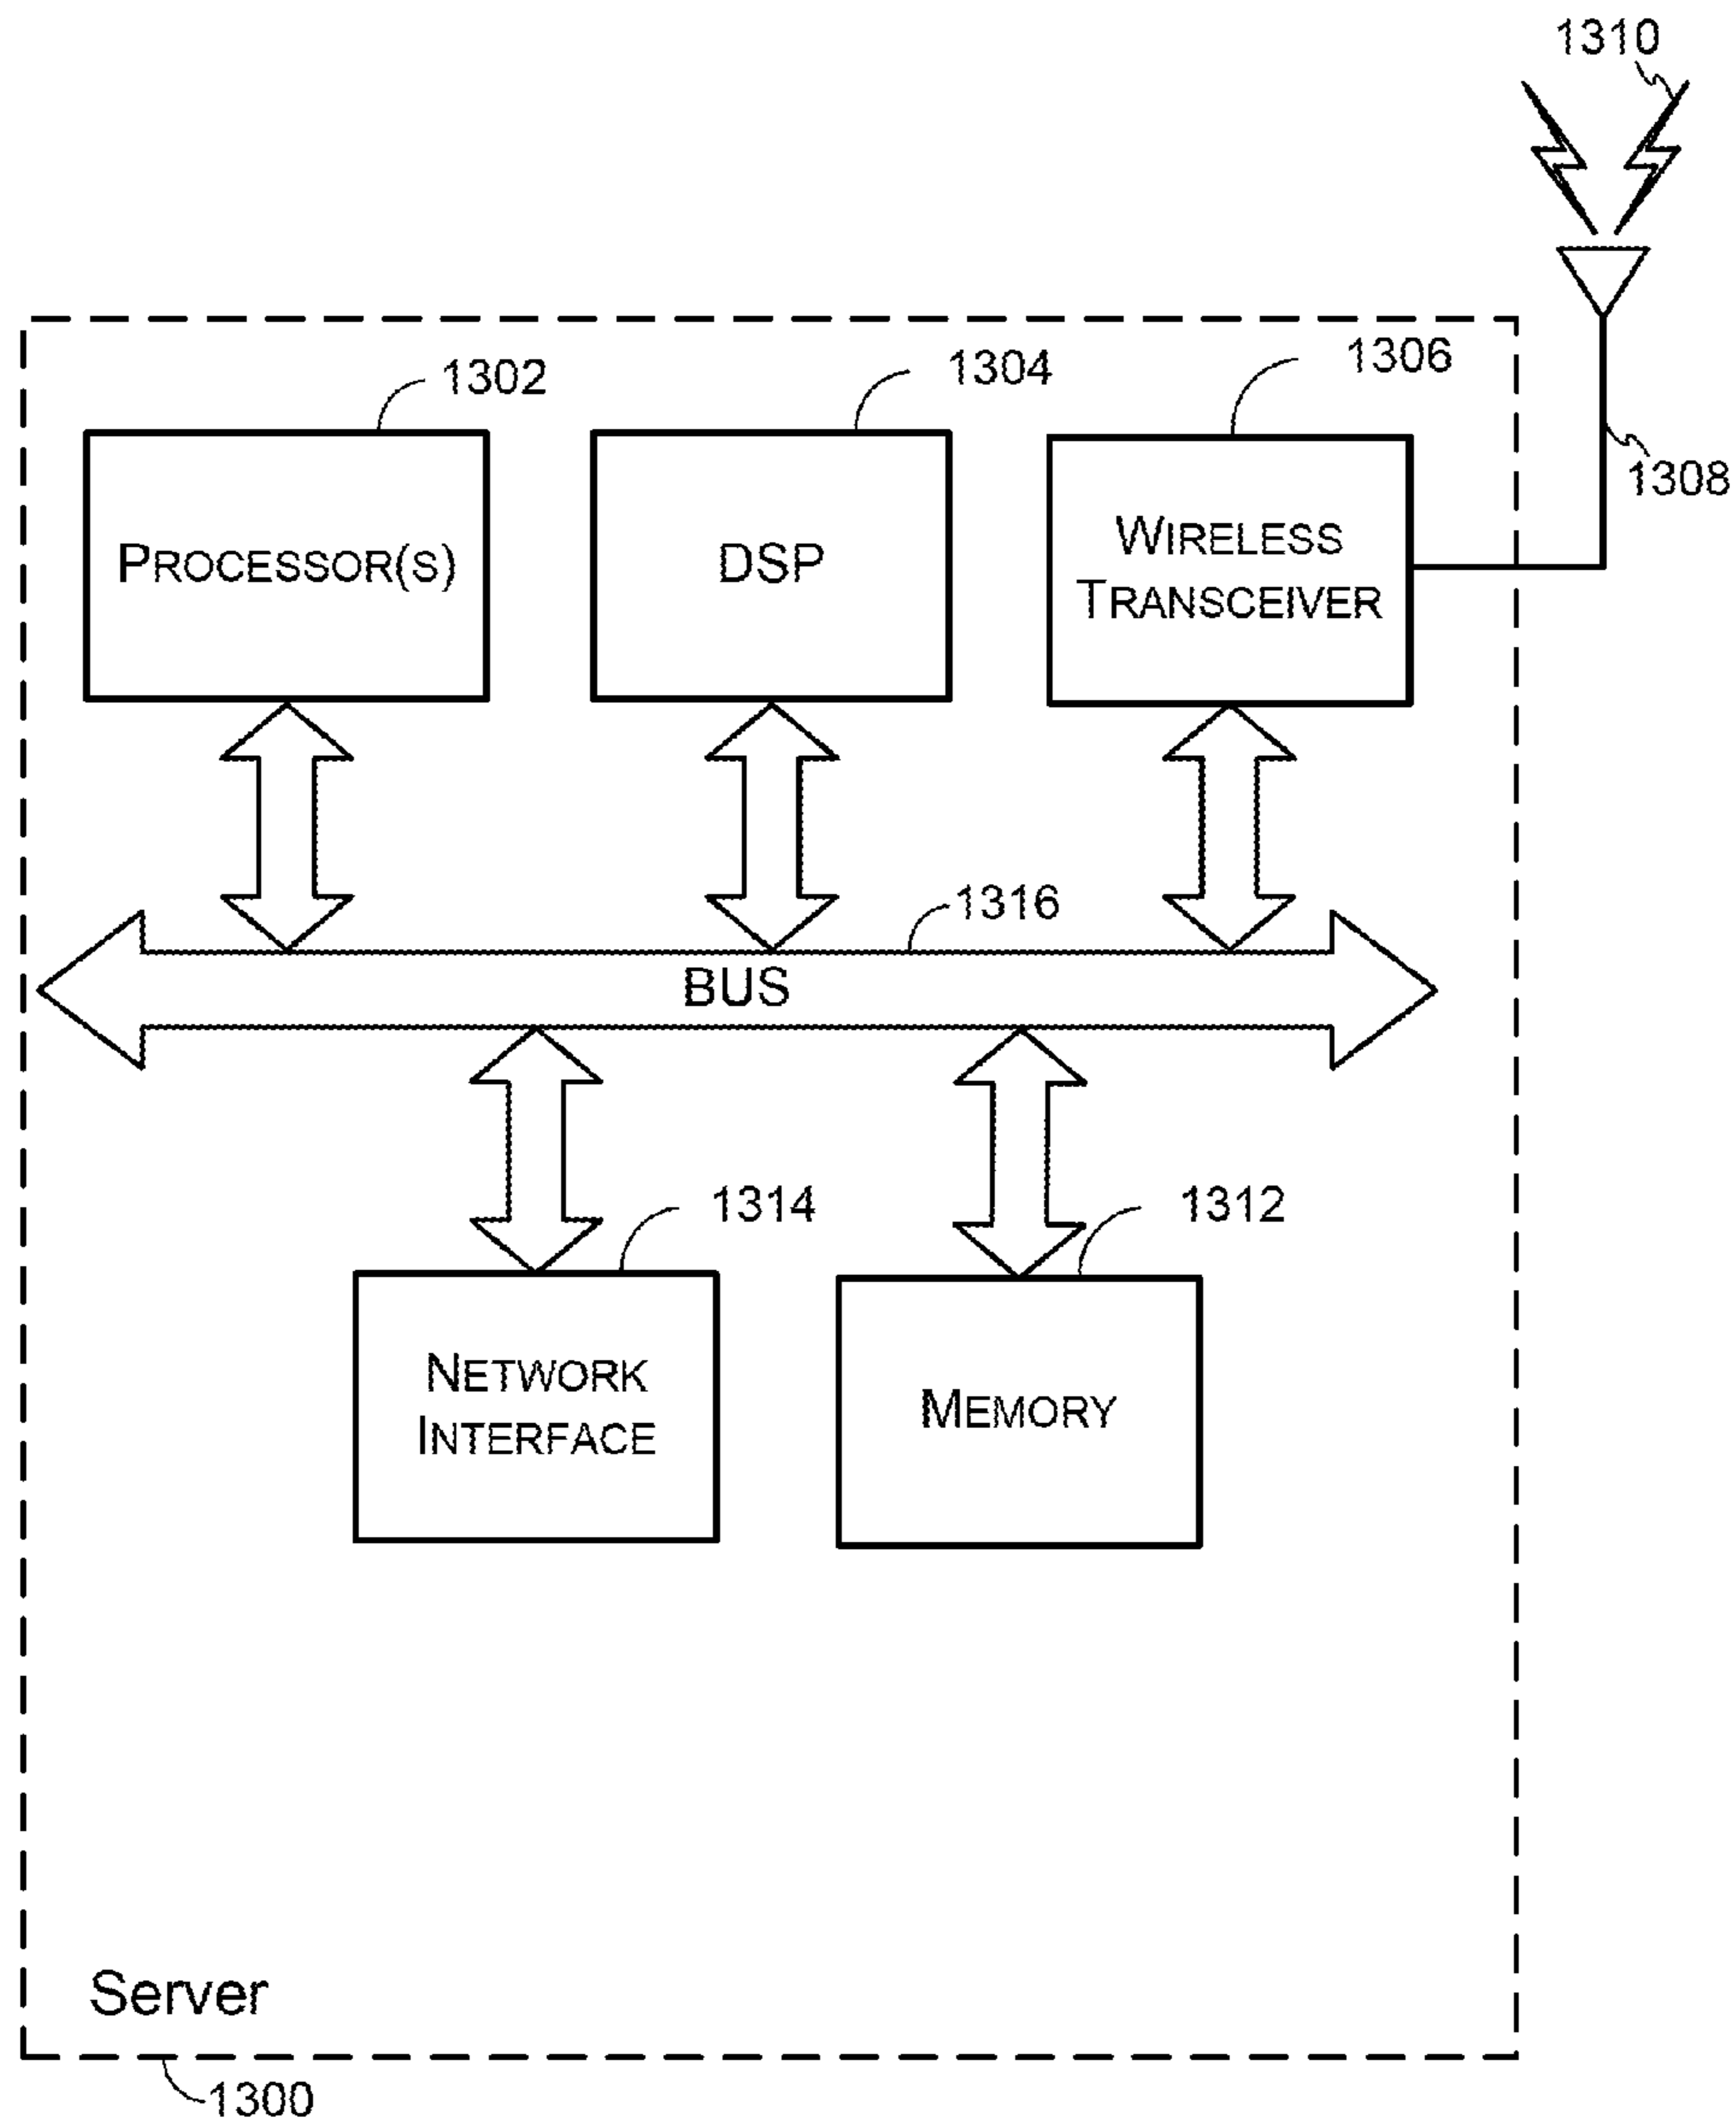 1310
1302
1304
1306
1308
PROCESSOR(S)
DSP
WIRELESS
TRANSCEIVER
1316
BUS
1314
1312
NETWORK
INTERFACE
MEMORY
Server
1300